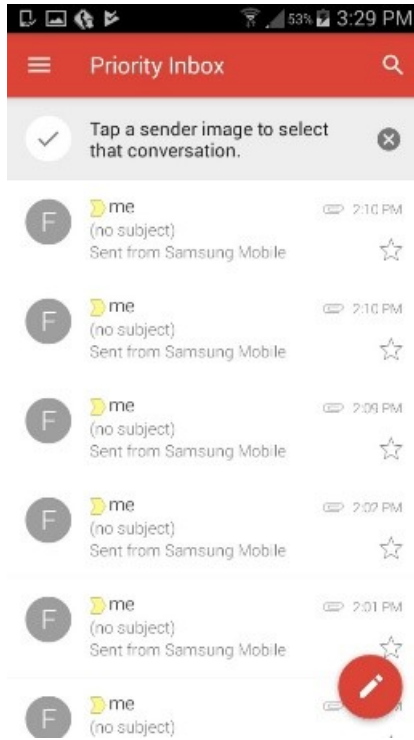 53% 3:29 PM
Priority Inbox
Tap a sender image to select
that conversation.
F
me
2:10 PM
(no subject)
Sent from Samsung Mobile
F
me
2:10 PM
(no subject)
Sent from Samsung Mobile
F
me
2:09 PM
(no subject)
Sent from Samsung Mobile
F
me
2:02 PM
(no subject)
Sent from Samsung Mobile
F
me
2:01 PM
(no subject)
Sent from Samsung Mobile
F
me
(no subject)